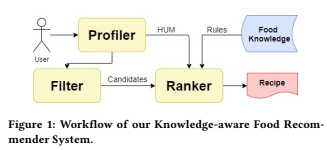 Profiler
HUM
Rules
Food
Knowledge
User
Filter
Candidates
Ranker
Recipe
Figure 1: Workflow of our Knowledge-aware Food Recom-
mender System.